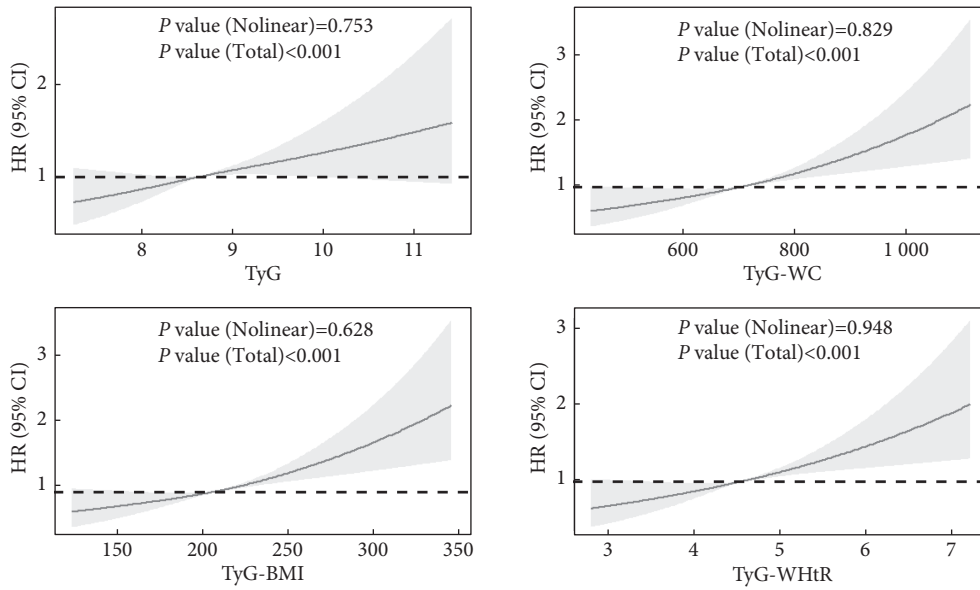 P value (Nolinear)=0.753
P value (Total)<0.001
HR (95% CI)
2
1
8 9 10 11
TyG
P value (Nolinear)=0.829
P value (Total)<0.001
HR (95% CI)
3
2
1
600 800 1 000
TyG-WC
P value (Nolinear)=0.628
P value (Total)<0.001
HR (95% CI)
3
2
1
150 200 250 300 350
TyG-BMI
P value (Nolinear)=0.948
P value (Total)<0.001
HR (95% CI)
3
2
1
3 4 5 6 7
TyG-WHtR